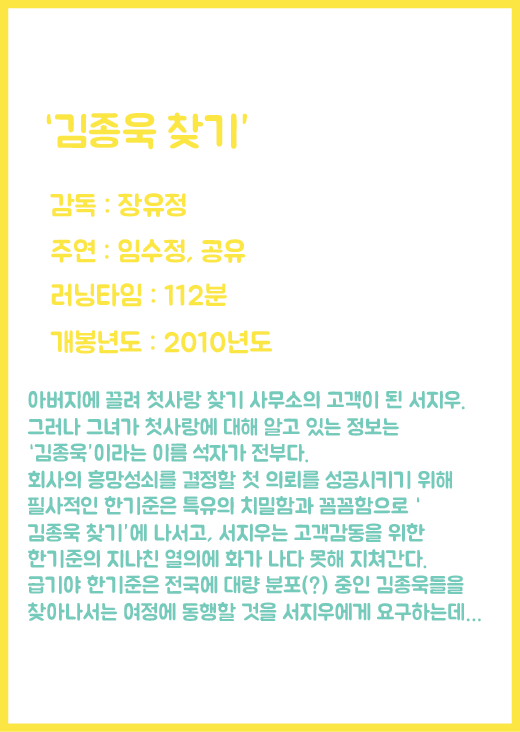 ‘김종욱 찾기’
감독 : 장유정
주연 : 임수정, 공유
러닝타임 : 112분
개봉년도 : 2010년도
아버지에 끌려 첫사랑 찾기 사무소의 고객이 된 서지우.
그러나 그녀가 첫사랑에 대해 알고 있는 정보는
‘김종욱’이라는 이름 석자가 전부다.
회사의 흥망성쇠를 결정할 첫 의뢰를 성공시키기 위해
필사적인 한기준은 특유의 치밀함과 꼼꼼함으로 ‘
김종욱 찾기’에 나서고, 서지우는 고객감동을 위한
한기준의 지나친 열의에 화가 나다 못해 지쳐간다.
급기야 한기준은 전국에 대량 분포(?) 중인 김종욱들을
찾아나서는 여정에 동행할 것을 서지우에게 요구하는데...